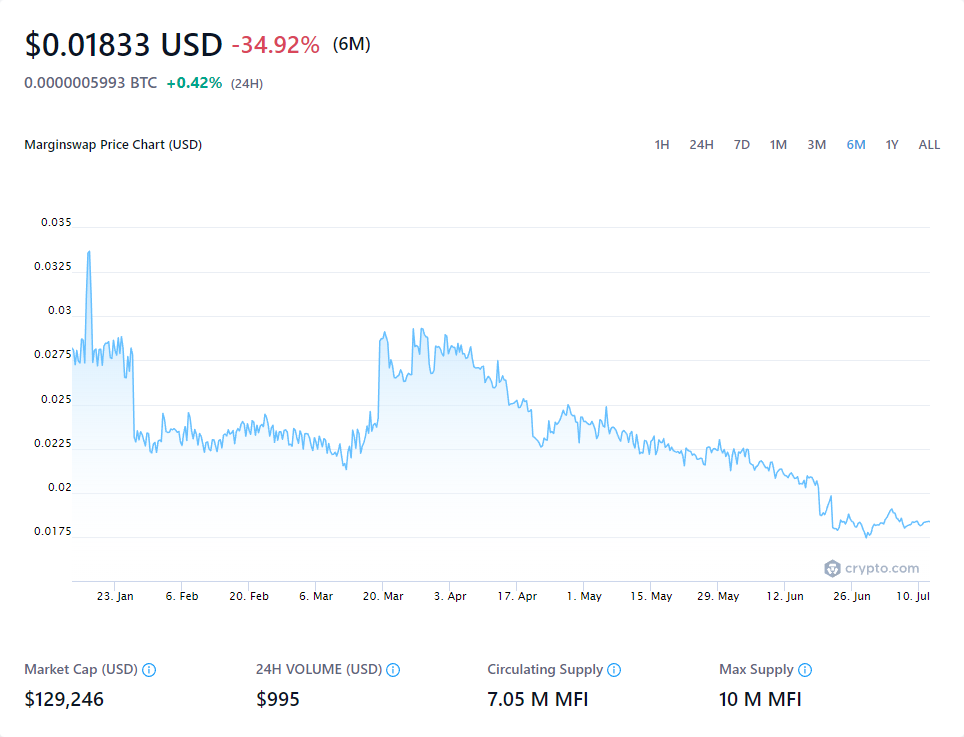 $0.01833 USD -34.92% (6M)
0.0000005993 BTC +0.42% (24H)
Marginswap Price Chart (USD) 1H 24H 7D 1M 3M 6M 1Y ALL
0.035
0.0325
0.03
0.0275
0.025
0.0225
0.02
0.0175
crypto.com
23. Jan 6. Feb 20. Feb 6. Mar 20. Mar 3. Apr 17. Apr 1. May 15. May 29. May 12. Jun 26. Jun 10. Jul
Market Cap (USD) 24H VOLUME (USD) Circulating Supply Max Supply
$129,246 $995 7.05 M MFI 10 M MFI